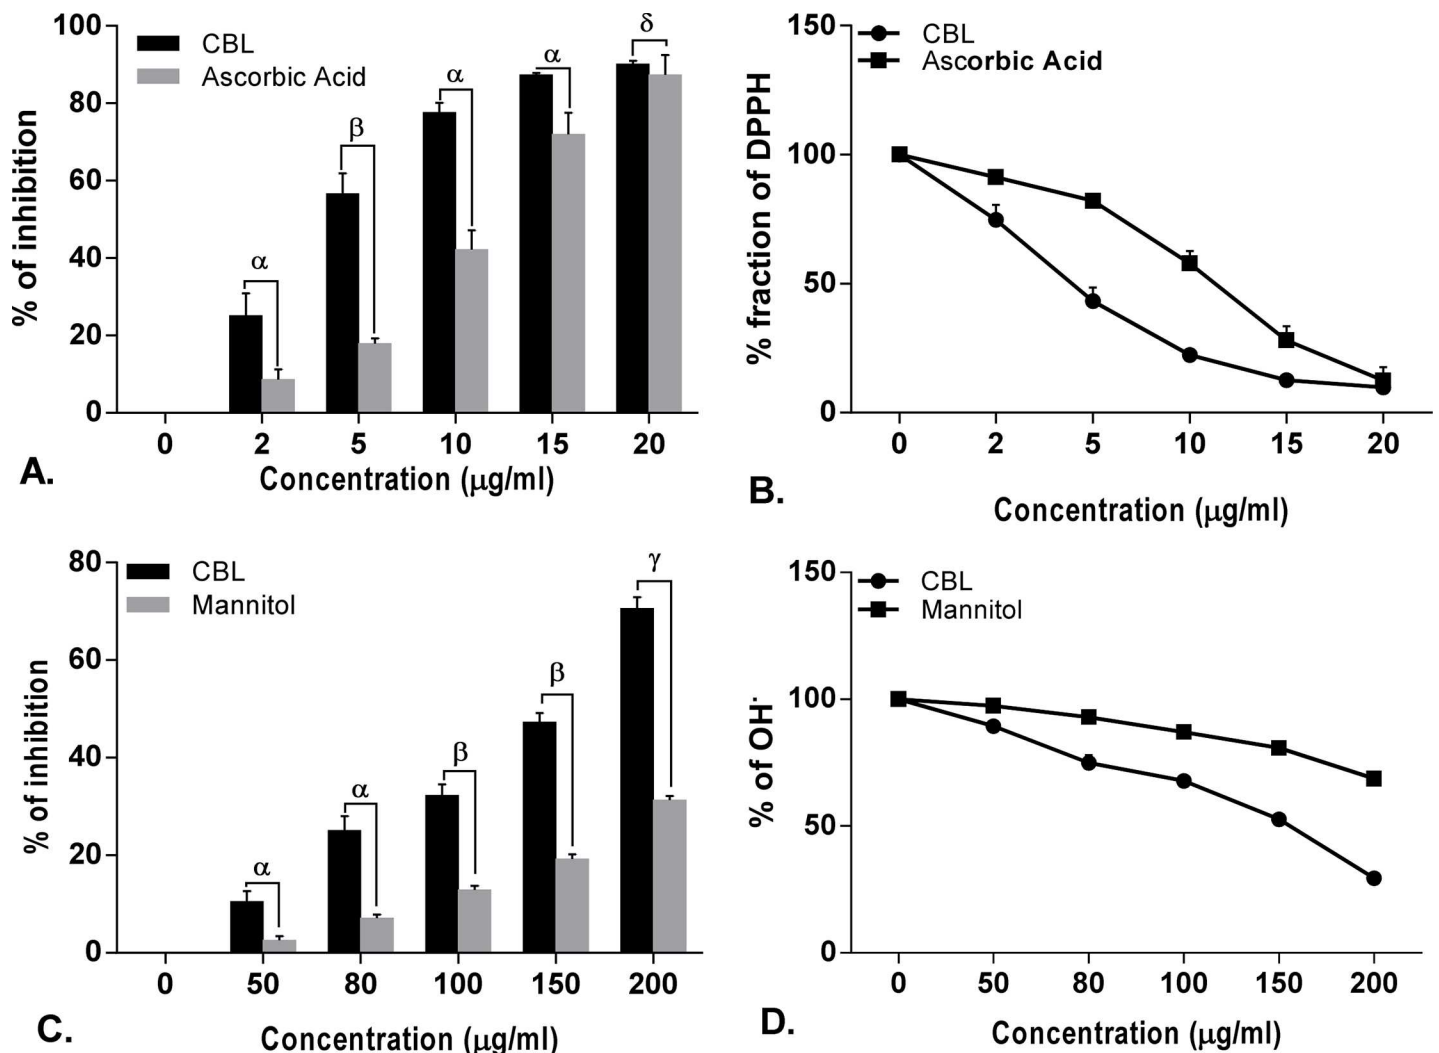 100
80
60
40
20
0
% of inhibition
CBL
Ascorbic Acid
α
β
α
α
δ
0 2 5 10 15 20
Concentration (μg/ml)
A.
150
100
50
0
% fraction of DPPH
CBL
Ascorbic Acid
0 2 5 10 15 20
Concentration (μg/ml)
B.
80
60
40
20
0
% of inhibition
CBL
Mannitol
α
α
β
β
γ
0 50 80 100 150 200
Concentration (μg/ml)
C.
150
100
50
0
% of OH·
CBL
Mannitol
0 50 80 100 150 200
Concentration (μg/ml)
D.